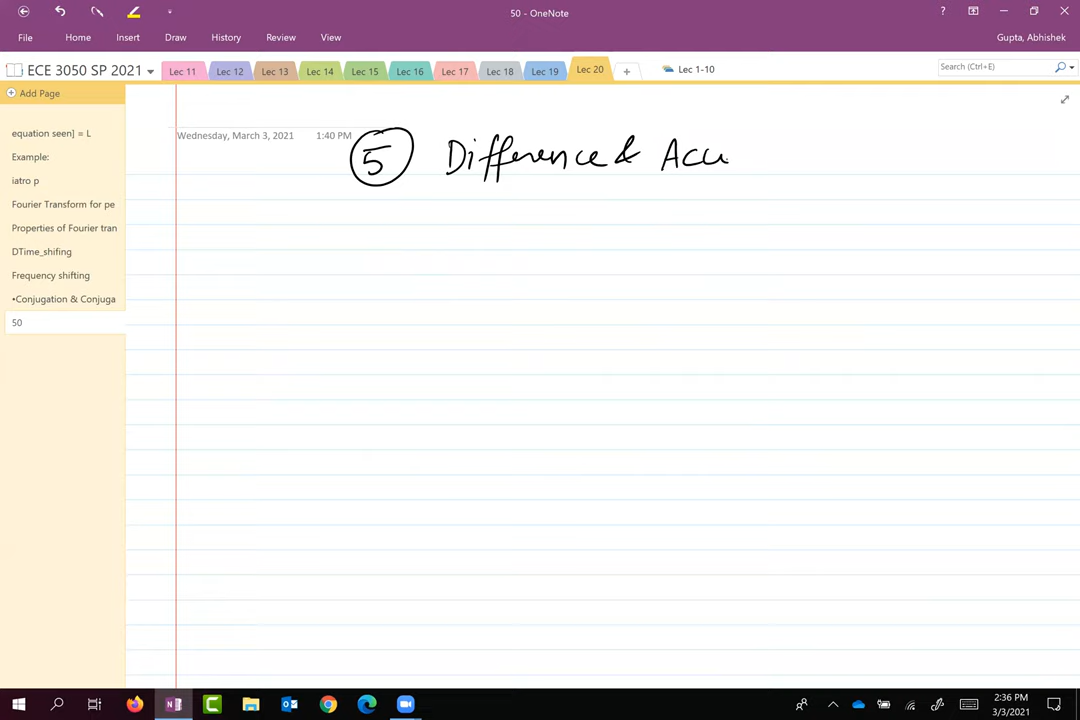 50 - OneNote
?
File Home Insert Draw History Review View
Gupta, Abhishek
ECE 3050 SP 2021
Lec 11 Lec 12 Lec 13 Lec 14 Lec 15 Lec 16 Lec 17 Lec 18 Lec 19 Lec 20 + Lec 1-10
Search (Ctrl+E)
Add Page
equation seen] = L
Example:
iatro p
Fourier Transform for pe
Properties of Fourier tran
DTime_shifing
Frequency shifting
•Conjugation & Conjuga
50
Wednesday, March 3, 2021 1:40 PM
5 Difference & Accu
2:36 PM
3/3/2021